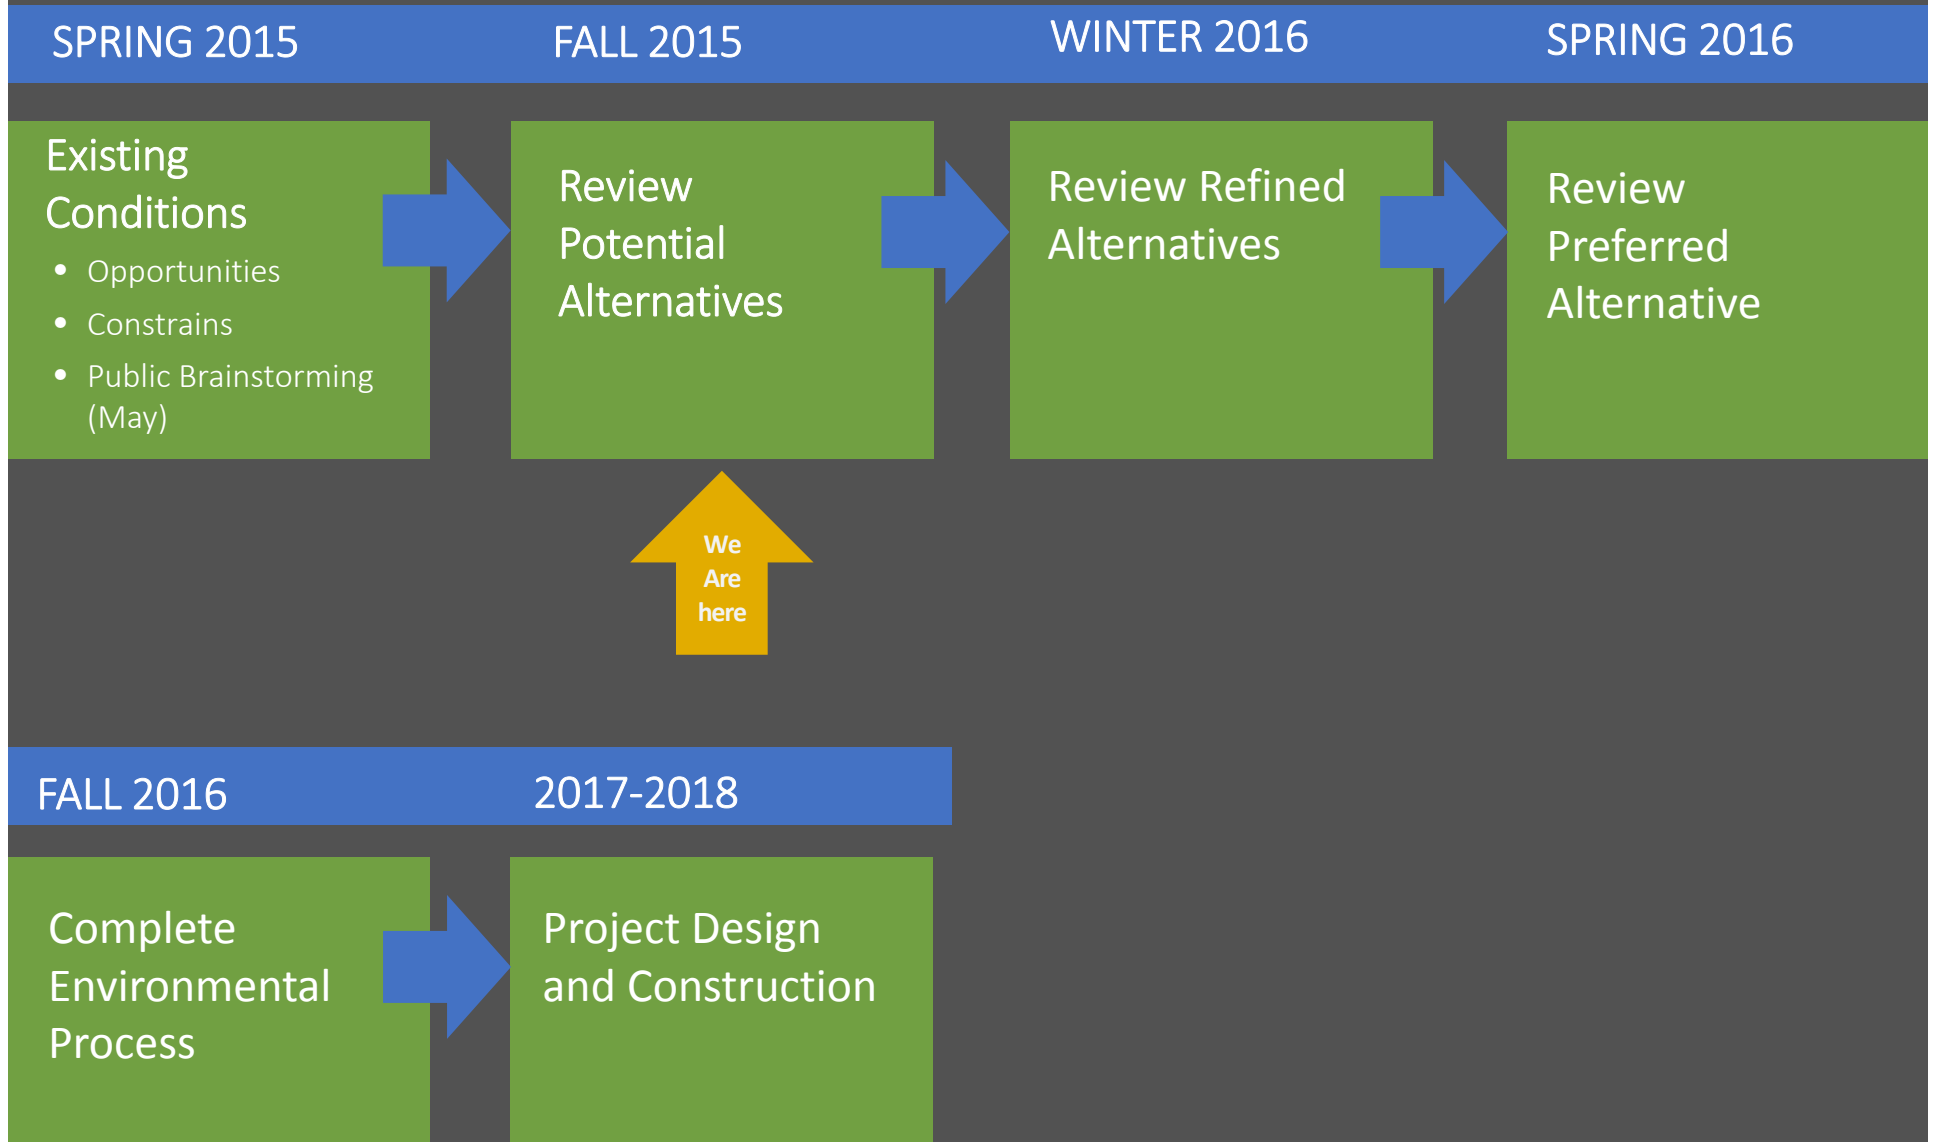 SPRING 2015
FALL 2015
WINTER 2016
SPRING 2016
Existing
Conditions
• Opportunities
• Constrains
• Public Brainstorming
(May)
Review
Potential
Alternatives
Review Refined
Alternatives
Review
Preferred
Alternative
We
Are
here
FALL 2016
2017-2018
Complete
Environmental
Process
Project Design
and Construction